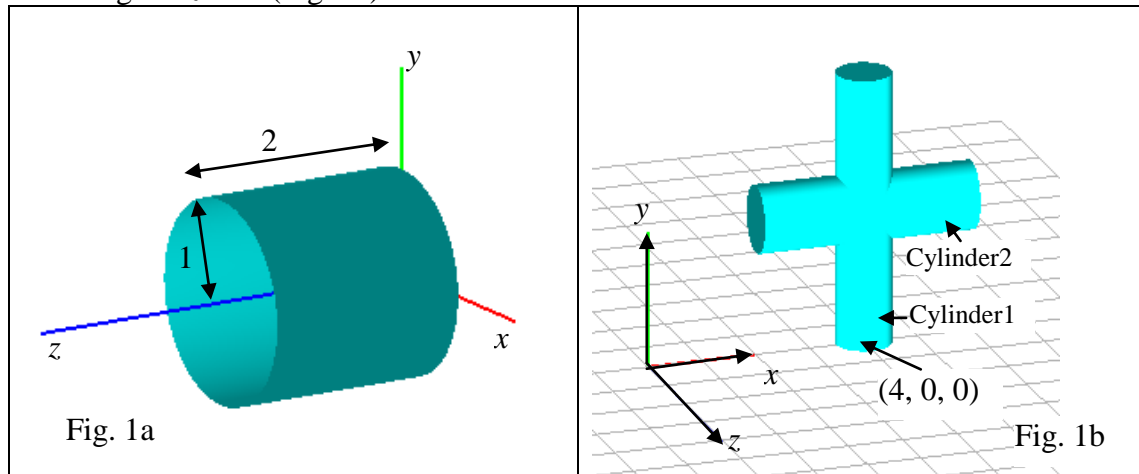 y
2
1
z
x
Fig. 1a
y
Cylinder2
Cylinder1
x
(4, 0, 0)
z
Fig. 1b